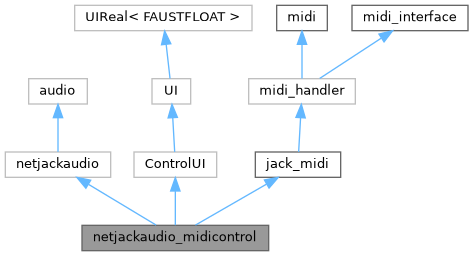 UIReal< FAUSTFLOAT >
midi
midi_interface
audio
UI
midi_handler
netjackaudio
ControlUI
jack_midi
netjackaudio_midicontrol